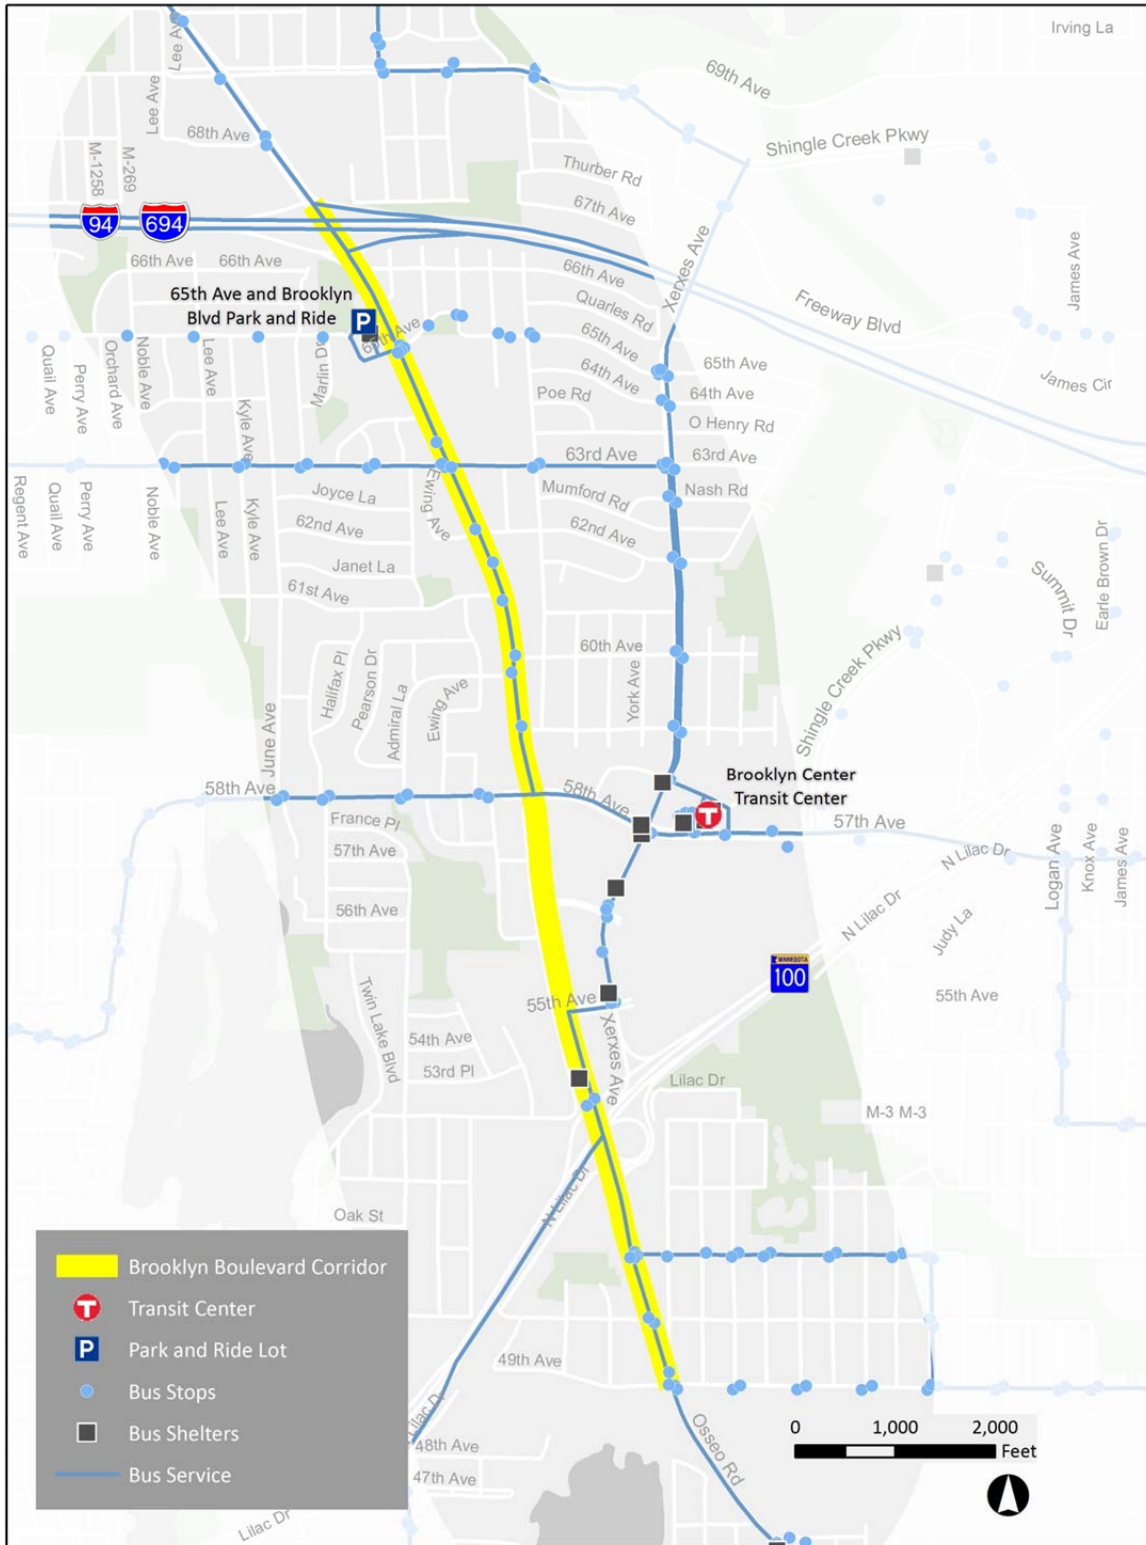 Irving La
Lee Ave
69th Ave
Lee Ave
68th Ave
Shingle Creek Pkwy
M-1258
M-269
Thurber Rd
67th Ave
94
694
66th Ave
66th Ave
66th Ave
Xerxes Ave
James Ave
65th Ave and Brooklyn
Blvd Park and Ride
P
Quarles Rd
Freeway Blvd
65th Ave
65th Ave
65th Ave
Quail Ave
Perry Ave
Orchard Ave
Noble Ave
Lee Ave
Kyle Ave
Marlin Dr
64th Ave
64th Ave
James Cir
Poe Rd
O Henry Rd
63rd Ave
63rd Ave
Regent Ave
Quail Ave
Perry Ave
Noble Ave
Lee Ave
Kyle Ave
Joyce La
Ewing Ave
Mumford Rd
Nash Rd
62nd Ave
62nd Ave
Janet La
61st Ave
Summit Dr
Earle Brown Dr
60th Ave
Shingle Creek Pkwy
Halifax Pl
Pearson Dr
Admiral La
Ewing Ave
York Ave
June Ave
58th Ave
58th Ave
Brooklyn Center
Transit Center
T
France Pl
57th Ave
57th Ave
N Lilac Dr
Logan Ave
Knox Ave
James Ave
56th Ave
N Lilac Dr
Judy La
MINNESOTA
100
Twin Lake Blvd
55th Ave
55th Ave
54th Ave
Xerxes Ave
53rd Pl
Lilac Dr
M-3 M-3
N Lilac Dr
Oak St
49th Ave
Lilac Dr
48th Ave
47th Ave
Osseo Rd
Lilac Dr
Brooklyn Boulevard Corridor
T Transit Center
P Park and Ride Lot
Bus Stops
Bus Shelters
Bus Service
0 1,000 2,000
Feet